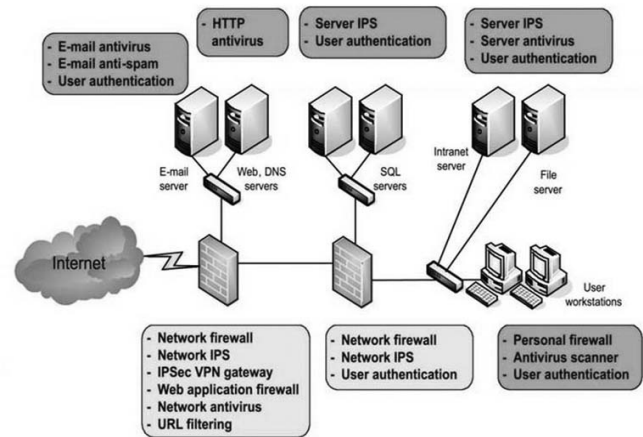 - E-mail antivirus
- E-mail anti-spam
- User authentication
- HTTP
antivirus
- Server IPS
- User authentication
- Server IPS
- Server antivirus
- User authentication
E-mail
server
Web, DNS
servers
SQL
servers
Intranet
server
File
server
Internet
User
workstations
- Network firewall
- Network IPS
- IPSec VPN gateway
- Web application firewall
- Network antivirus
- URL filtering
- Network firewall
- Network IPS
- User authentication
- Personal firewall
- Antivirus scanner
- User authentication